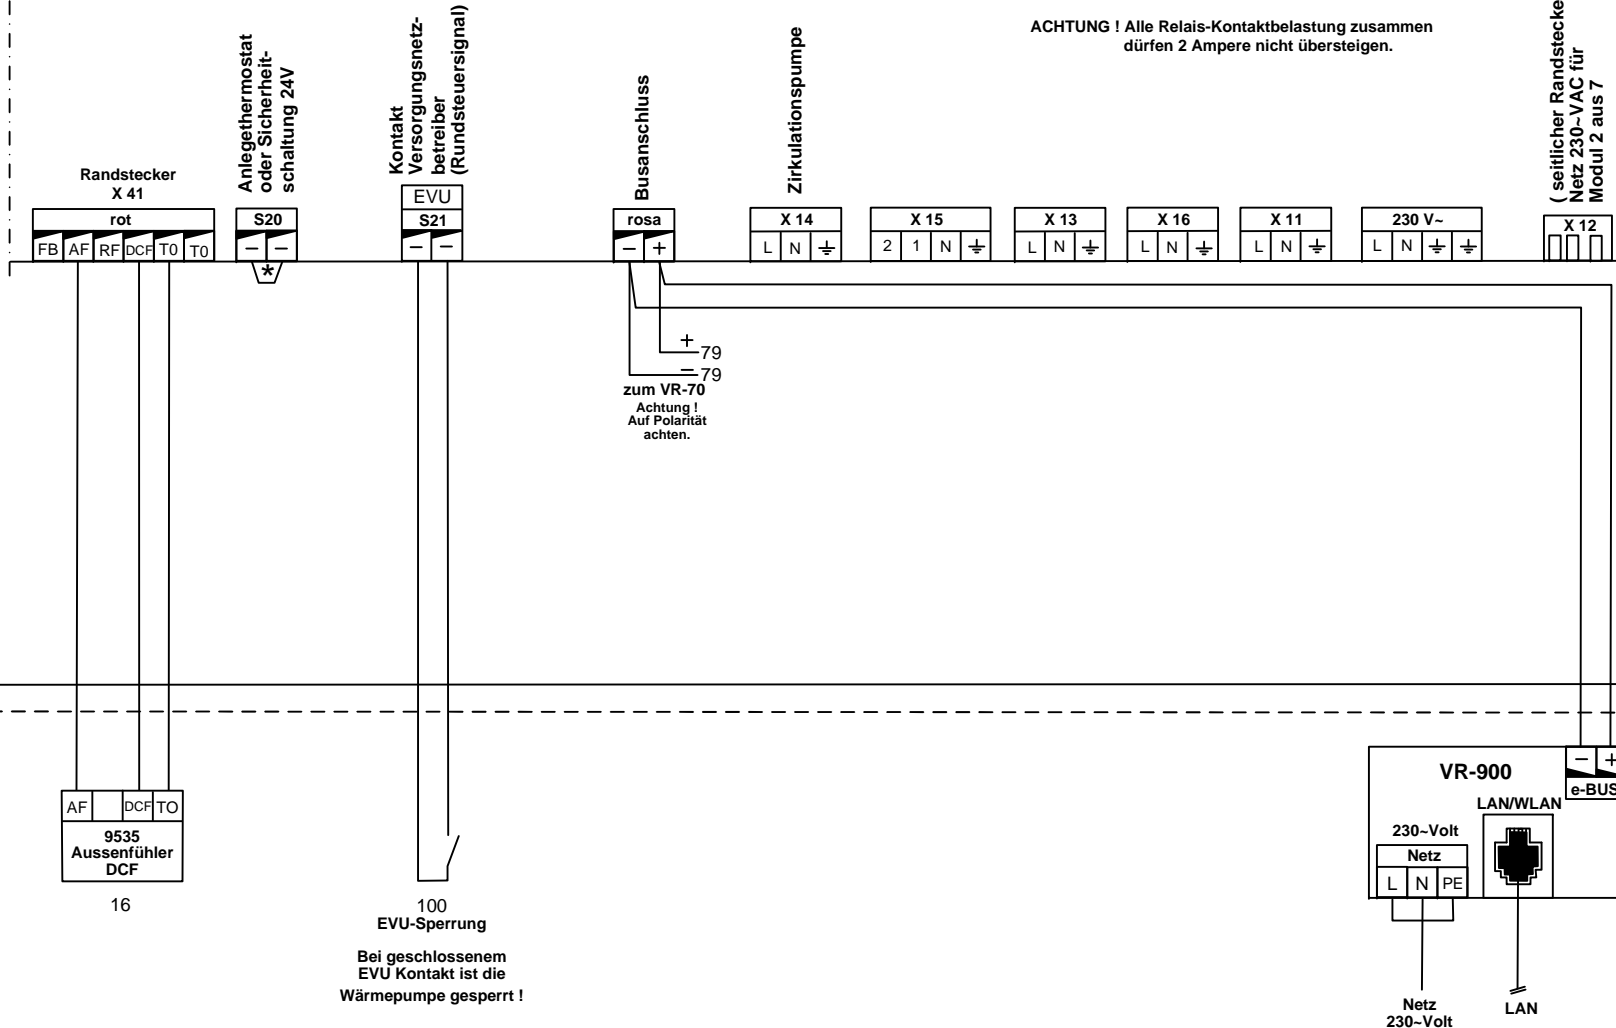 ACHTUNG ! Alle Relais-Kontaktbelastung zusammen
dürfen 2 Ampere nicht übersteigen.
Anlegethermostat
oder Sicherheit-
schaltung 24V
Kontakt
Versorgungsnetz-
betreiber
(Rundsteuersignal)
Busanschluss
Zirkulationspumpe
( seitlicher Randstecke
Netz 230~VAC für
Modul 2 aus 7
Randstecker
X 41
rot
FB AF RF DCF T0 T0
S20
– –
*
EVU
S21
– –
rosa
– +
X 14
L N
X 15
2 1 N
X 13
L N
X 16
L N
X 11
L N
230 V~
L N
X 12
+ 79
– 79
zum VR-70
Achtung !
Auf Polarität
achten.
AF DCF TO
9535
Aussenfühler
DCF
16
100
EVU-Sperrung
Bei geschlossenem
EVU Kontakt ist die
Wärmepumpe gesperrt !
VR-900
– +
e-BUS
LAN/WLAN
230~Volt
Netz
L N PE
Netz
230~Volt
LAN